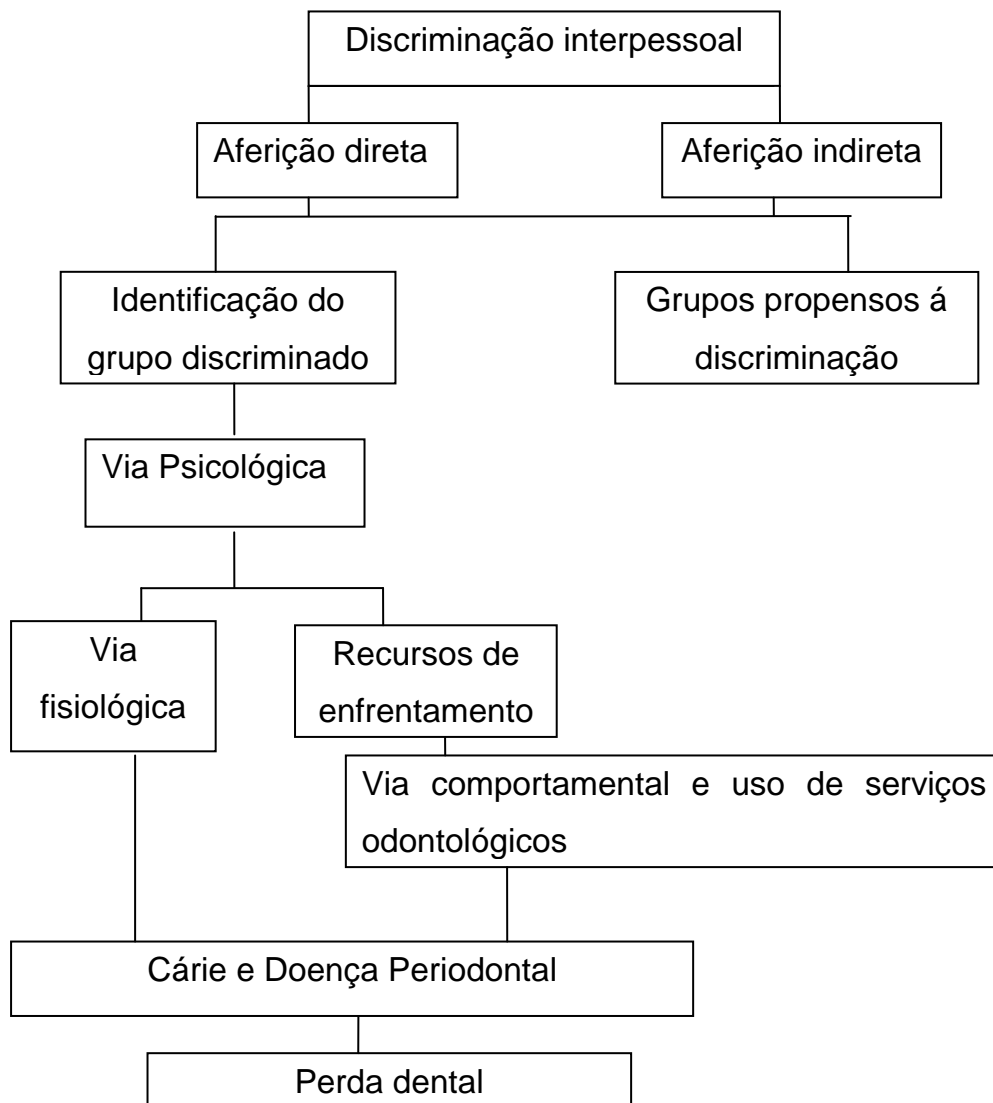 Discriminação interpessoal
Aferição direta
Aferição indireta
Identificação do
grupo discriminado
Grupos propensos á
discriminação
Via Psicológica
Via
fisiológica
Recursos de
enfrentamento
Via comportamental e uso de serviços
odontológicos
Cárie e Doença Periodontal
Perda dental